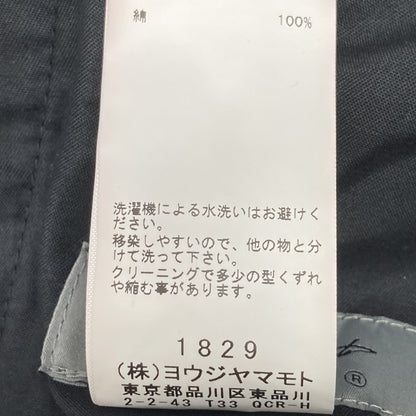 綿 100%
洗濯機による水洗いはお避けくだ
さい。
移染しやすいので、他の物と分
けて洗って下さい。
クリーニングで多少の型くずれ
や縮む事があります。
1829
(株)ヨウジヤマモト
東京都品川区東品川
2-2-43 T33 QCR-H
®